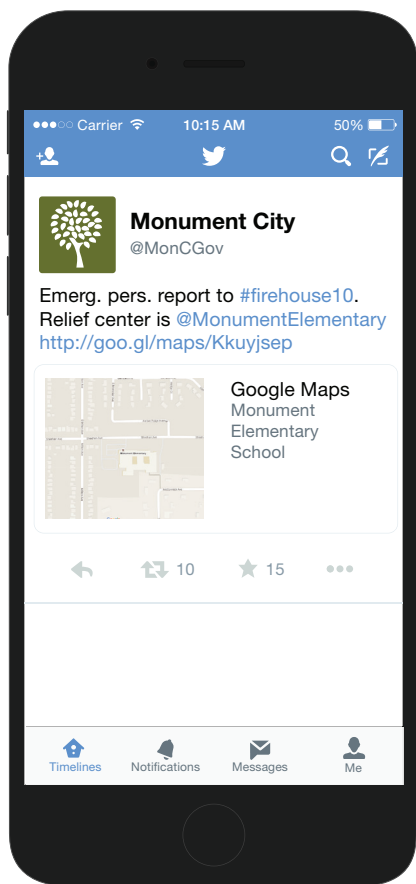 Carrier 10:15 AM 50%
Monument City
@MonCGov
Emerg. pers. report to #firehouse10.
Relief center is @MonumentElementary
http://goo.gl/maps/Kkuyjsep
Google Maps
Monument
Elementary
School
10 15
Timelines Notifications Messages Me